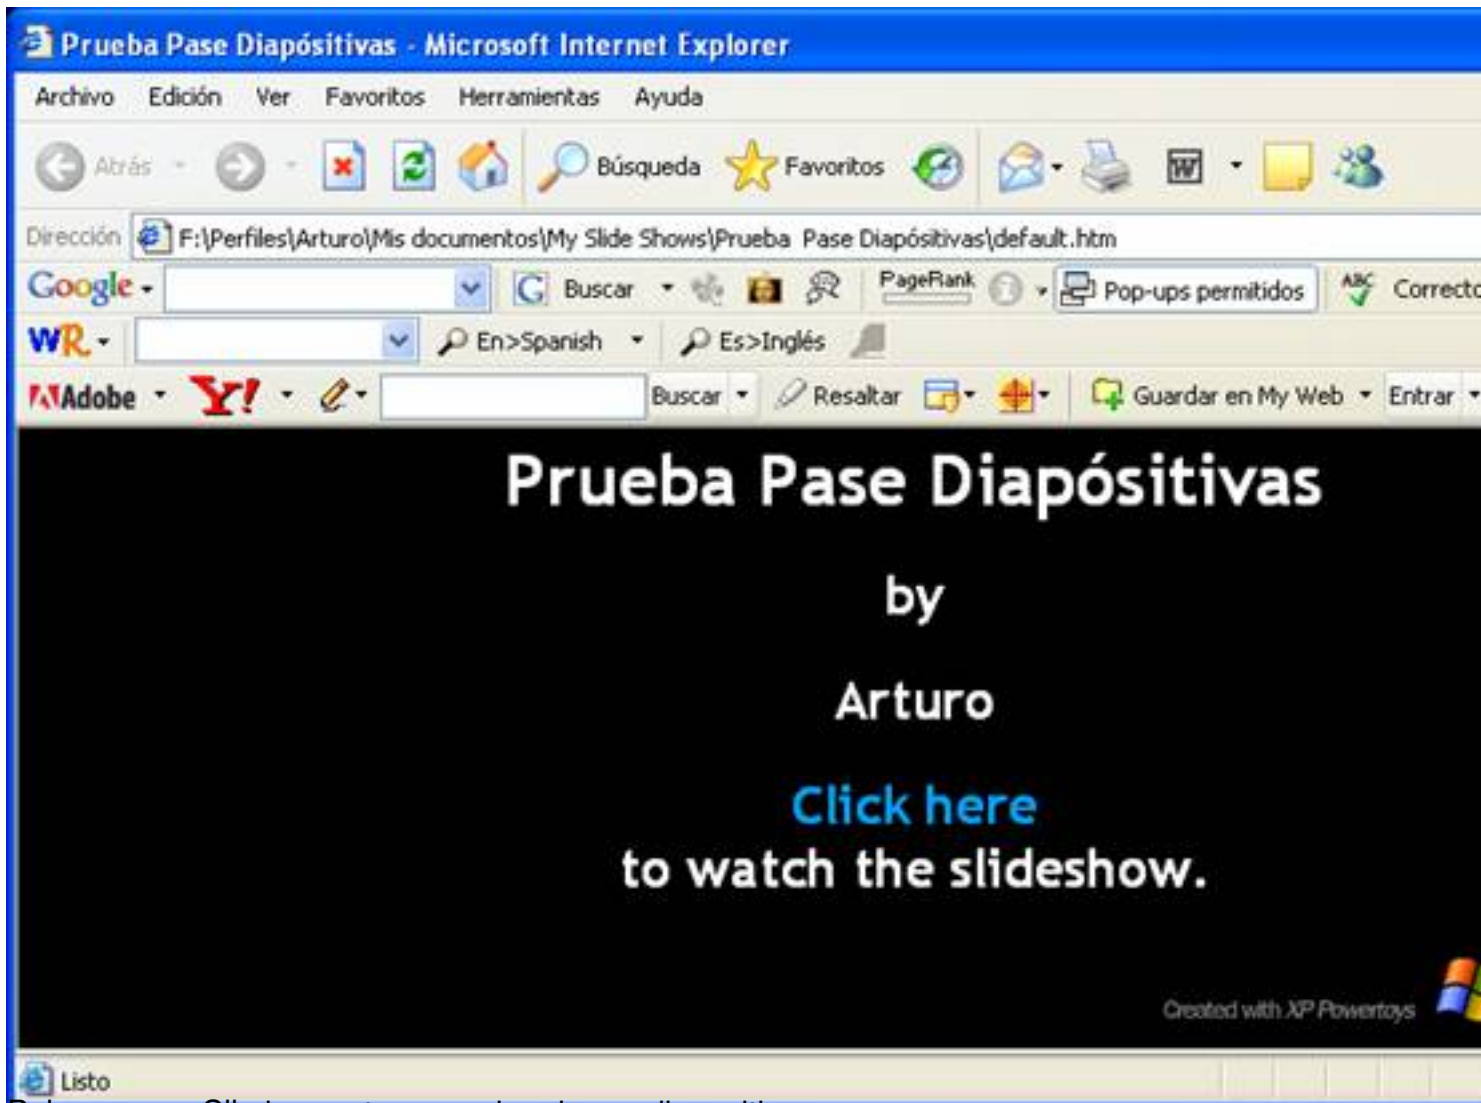 Prueba Pase Diapósitivas - Microsoft Internet Explorer
Archivo Edición Ver Favoritos Herramientas Ayuda
Atrás Búsqueda Favoritos
Dirección F:\Perfiles\Arturo\Mis documentos\My Slide Shows\Prueba Pase Diapósitivas\default.htm
Google Buscar PageRank Pop-ups permitidos ABC Correcto
WR En>Spanish Es>Inglés
Adobe Y! Buscar Resaltar Guardar en My Web Entrar
Prueba Pase Diapósitivas
by
Arturo
Click here
to watch the slideshow.
Created with XP Powertoys
Listo